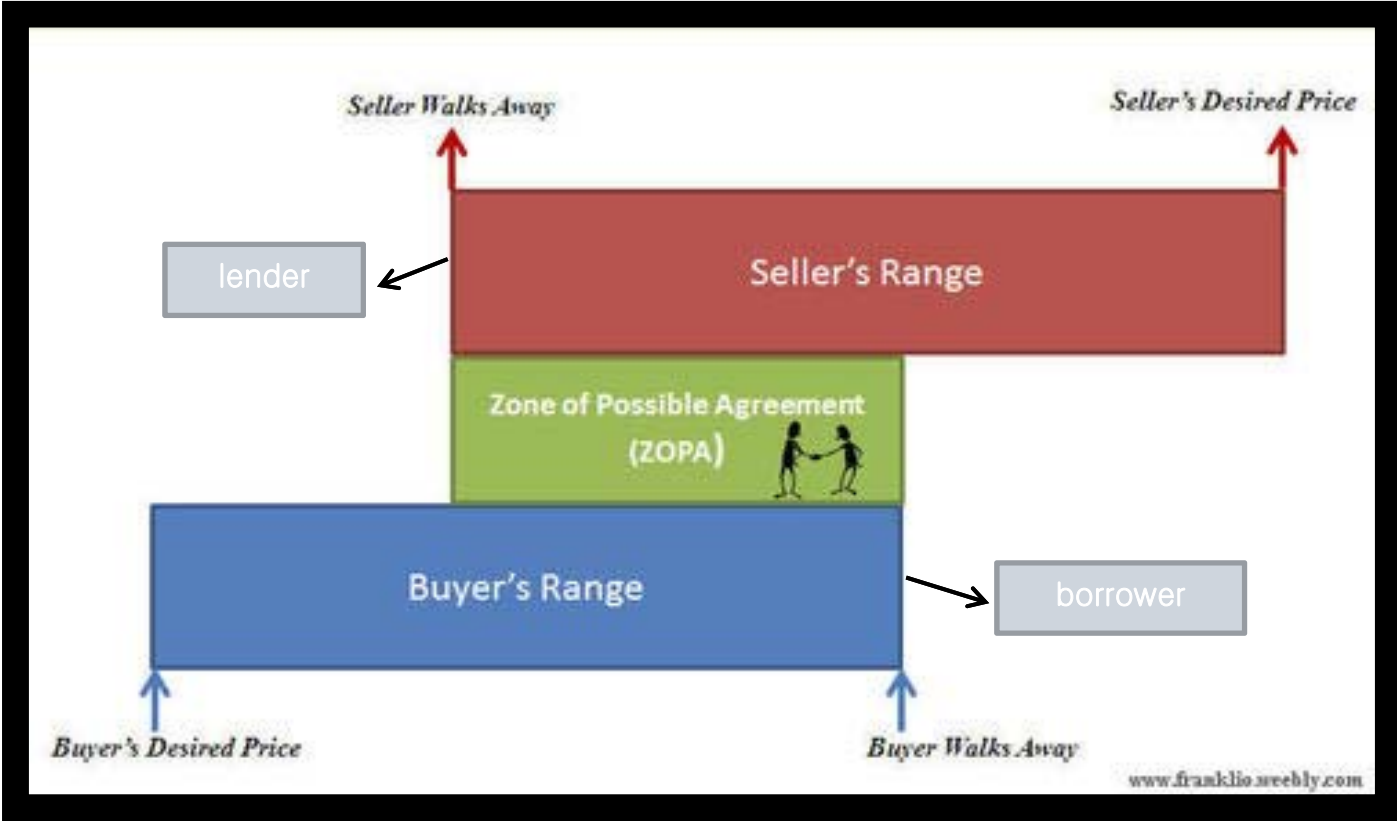 Seller Walks Away
Seller's Desired Price
lender
Seller's Range
Zone of Possible Agreement
(ZOPA)
Buyer's Range
borrower
Buyer's Desired Price
Buyer Walks Away
www.franklio.weebly.com